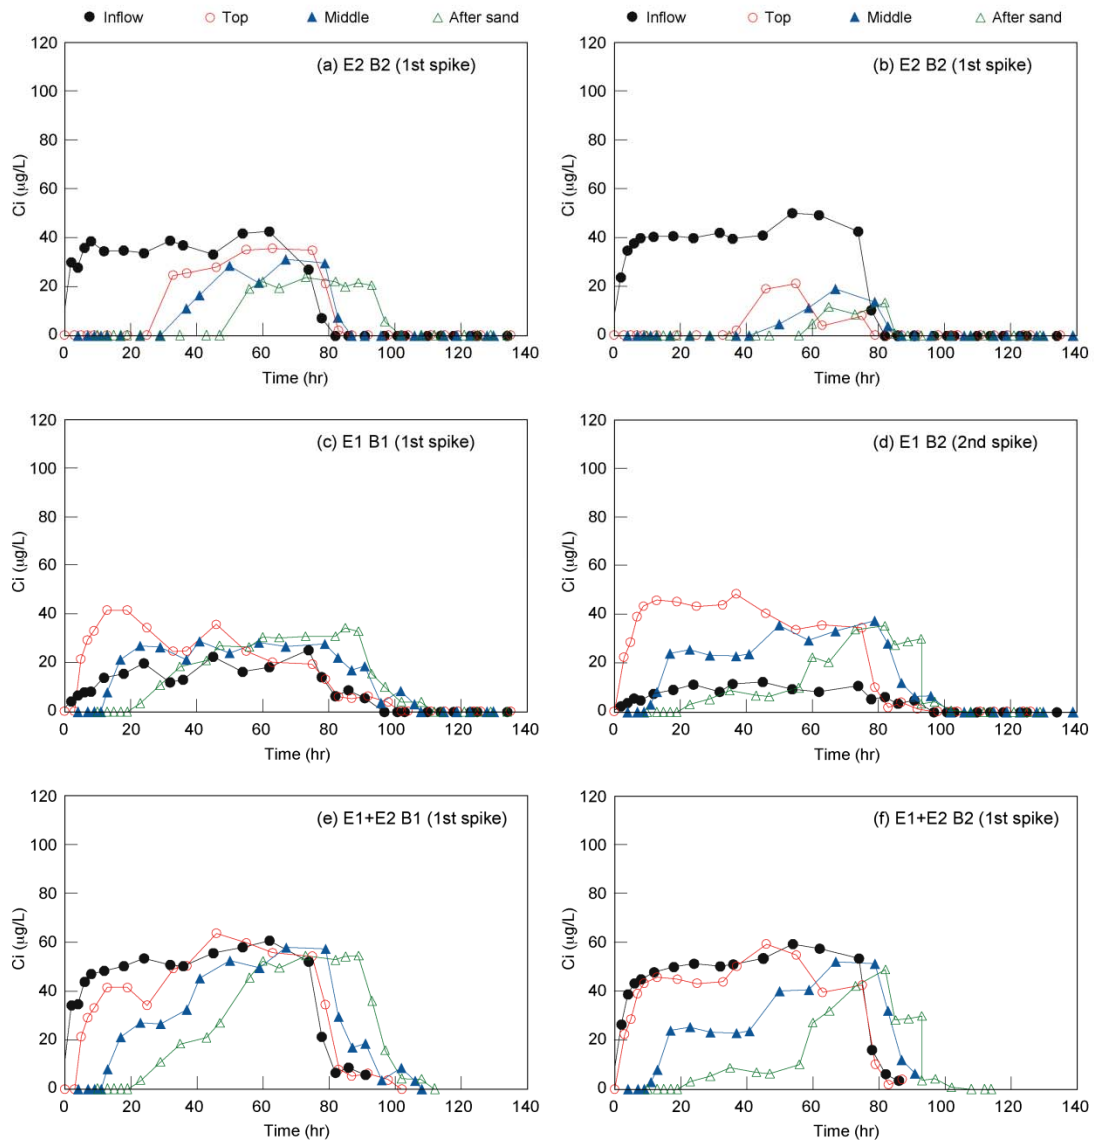 Inflow Top Middle After sand Inflow Top Middle After sand
(a) E2 B2 (1st spike) (b) E2 B2 (1st spike)
120 120
100 100
80 80
60 60
40 40
20 20
0 0
Ci (µg/L) Ci (µg/L)
0 20 40 60 80 100 120 140 0 20 40 60 80 100 120 140
Time (hr) Time (hr)
(c) E1 B1 (1st spike) (d) E1 B2 (2nd spike)
120 120
100 100
80 80
60 60
40 40
20 20
0 0
Ci (µg/L) Ci (µg/L)
0 20 40 60 80 100 120 140 0 20 40 60 80 100 120 140
Time (hr) Time (hr)
(e) E1+E2 B1 (1st spike) (f) E1+E2 B2 (1st spike)
120 120
100 100
80 80
60 60
40 40
20 20
0 0
Ci (µg/L) Ci (µg/L)
0 20 40 60 80 100 120 140 0 20 40 60 80 100 120 140
Time (hr) Time (hr)